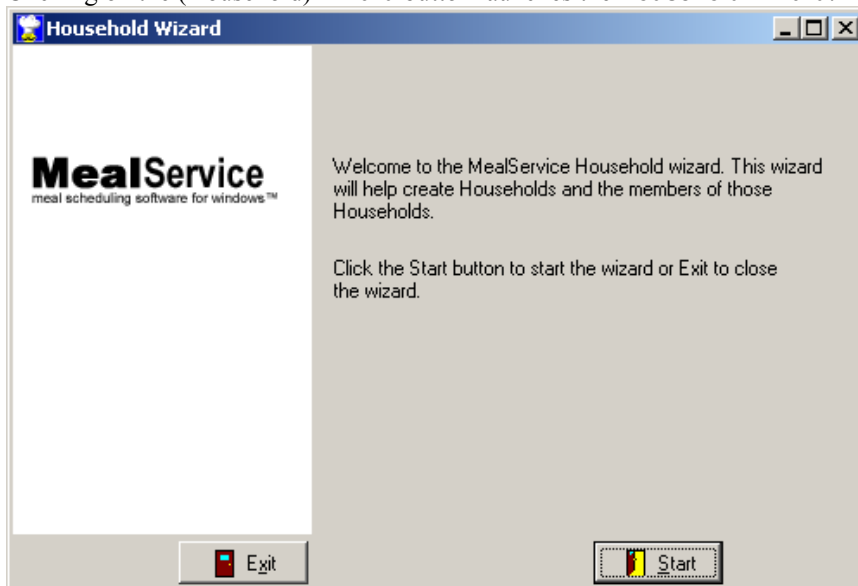 Household Wizard
MealService
meal scheduling software for windows™
Welcome to the MealService Household wizard. This wizard
will help create Households and the members of those
Households.
Click the Start button to start the wizard or Exit to close
the wizard.
Exit
Start